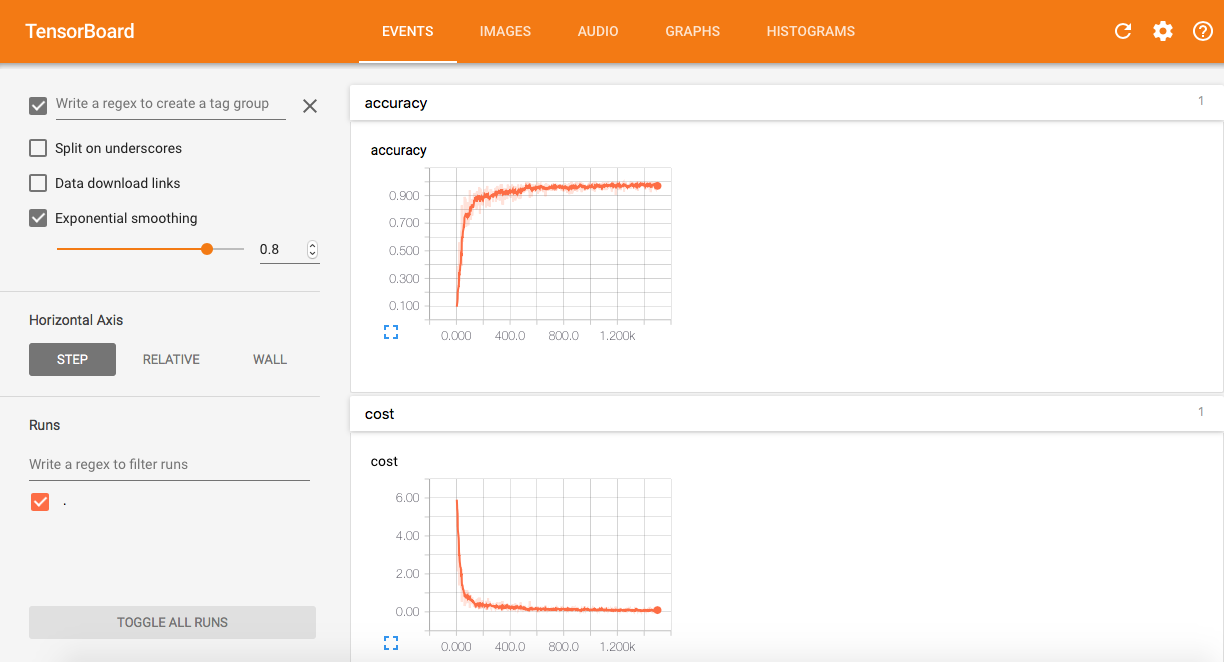 TensorBoard
EVENTS IMAGES AUDIO GRAPHS HISTOGRAMS
Write a regex to create a tag group
Split on underscores
Data download links
Exponential smoothing
0.8
Horizontal Axis
STEP RELATIVE WALL
Runs
Write a regex to filter runs
.
TOGGLE ALL RUNS
accuracy 1
accuracy
0.900
0.700
0.500
0.300
0.100
0.000 400.0 800.0 1.200k
cost 1
cost
6.00
4.00
2.00
0.00
0.000 400.0 800.0 1.200k